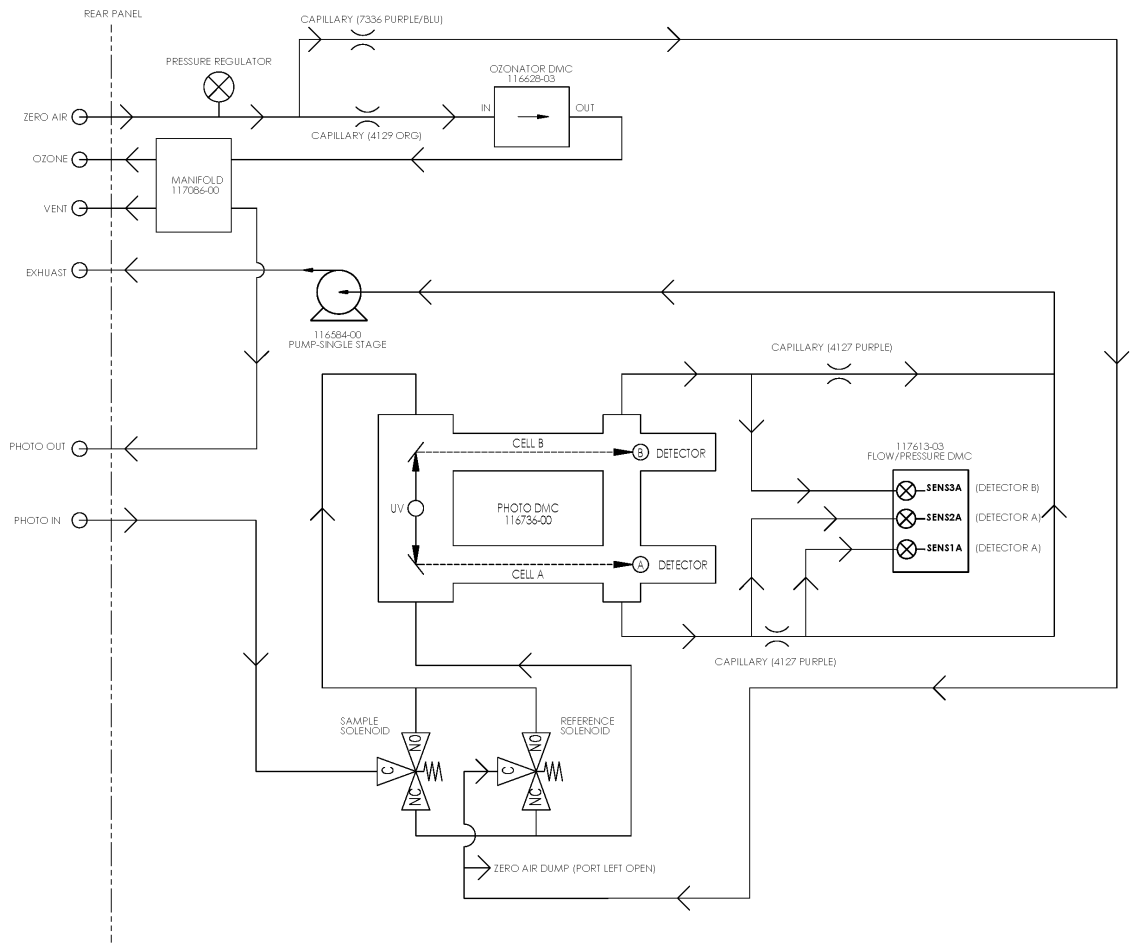 REAR PANEL
CAPILLARY (7336 PURPLE/BLU)
PRESSURE REGULATOR
OZONATOR DMC
116628-03
IN
OUT
ZERO AIR
CAPILLARY (4129 ORG)
OZONE
MANIFOLD
117086-00
VENT
EXHUAST
116584-00
PUMP-SINGLE STAGE
CAPILLARY (4127 PURPLE)
PHOTO OUT
CELL B
B
DETECTOR
117613-03
FLOW/PRESSURE DMC
SENS3A
(DETECTOR B)
UV
PHOTO DMC
116736-00
SENS2A
(DETECTOR A)
PHOTO IN
SENS1A
(DETECTOR A)
A
DETECTOR
CELL A
CAPILLARY (4127 PURPLE)
SAMPLE
SOLENOID
REFERENCE
SOLENOID
NO
C
NC
NO
C
NC
ZERO AIR DUMP (PORT LEFT OPEN)